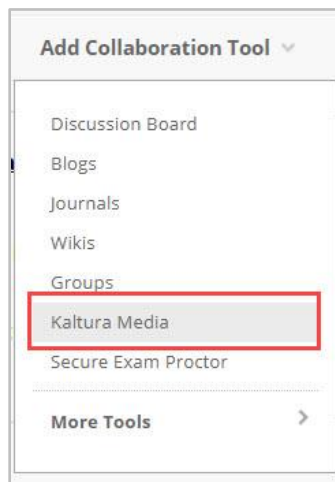 Add Collaboration Tool
Discussion Board
Blogs
Journals
Wikis
Groups
Kaltura Media
Secure Exam Proctor
More Tools